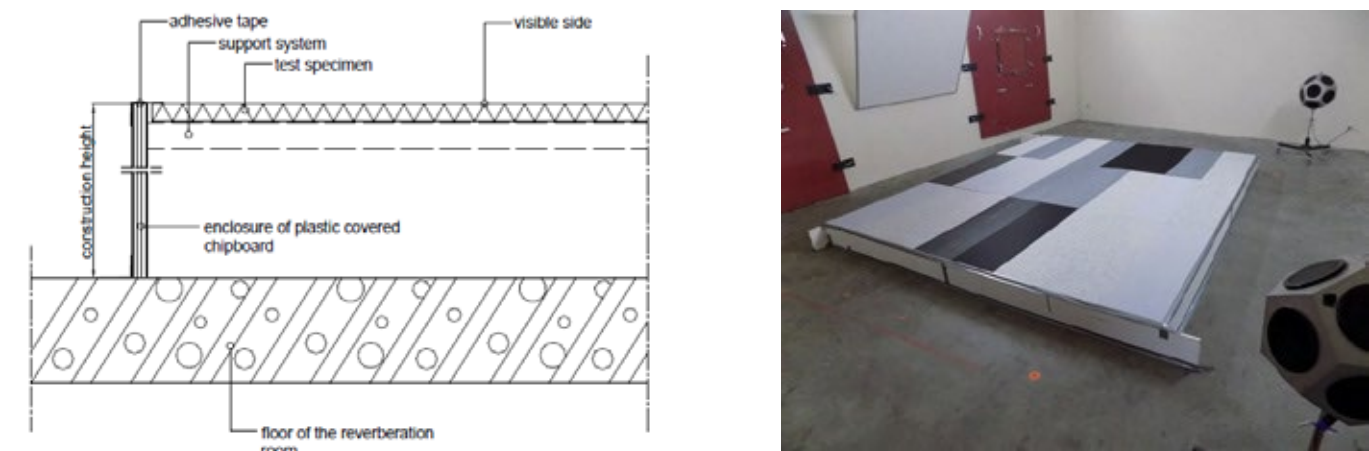 adhesive tape
visible side
support system
test specimen
construction height
enclosure of plastic covered
chipboard
floor of the reverberation
room